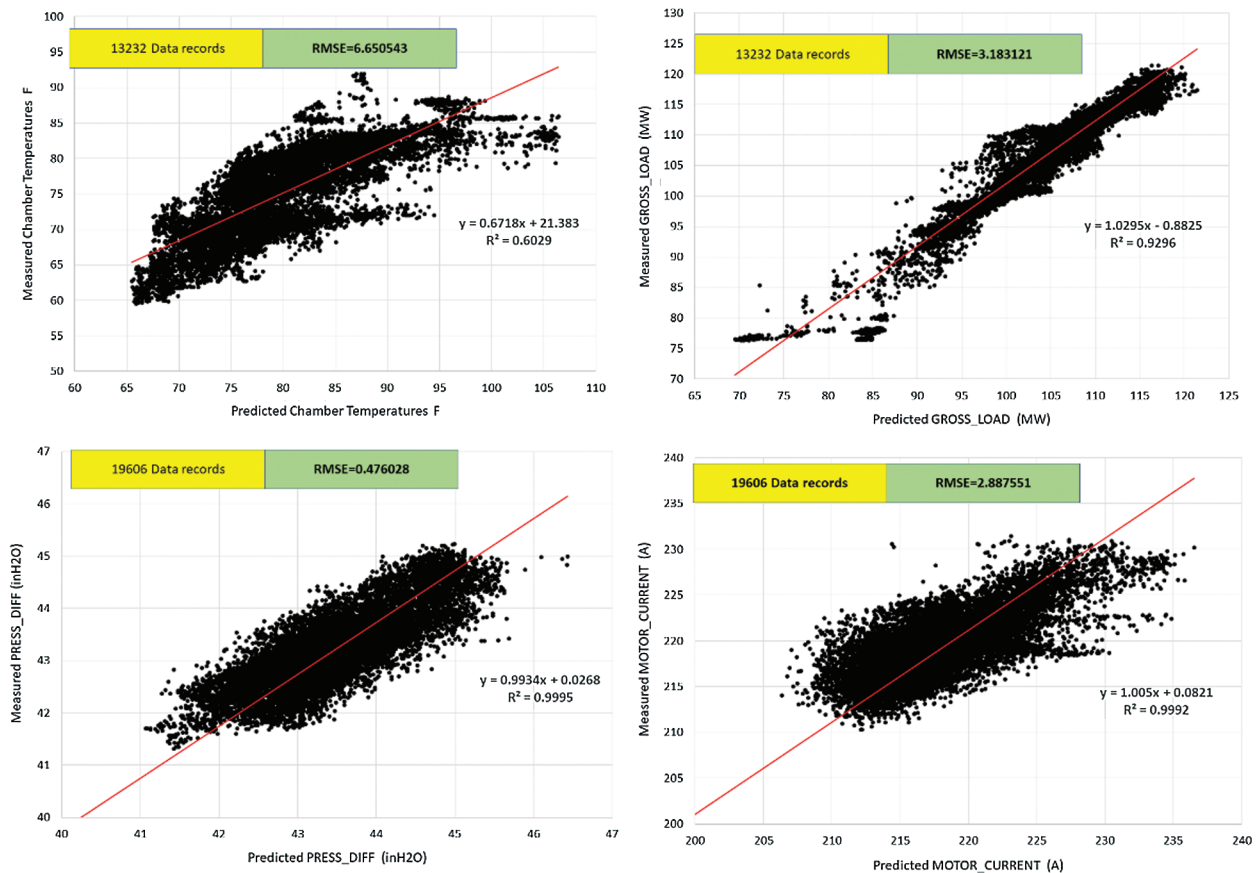 13232 Data records RMSE=6.650543
100
95
90
85
80
75
70
65
60
55
50
Measured Chamber Temperatures F
y = 0.6718x + 21.383
R² = 0.6029
60 65 70 75 80 85 90 95 100 105 110
Predicted Chamber Temperatures F
13232 Data records RMSE=3.183121
130
125
120
115
110
105
100
95
90
85
80
75
70
Measured GROSS_LOAD (MW)
y = 1.0295x - 0.8825
R² = 0.9296
65 70 75 80 85 90 95 100 105 110 115 120 125
Predicted GROSS_LOAD (MW)
19606 Data records RMSE=0.476028
47
46
45
44
43
42
41
40
Measured PRESS_DIFF (inH2O)
y = 0.9934x + 0.0268
R² = 0.9995
40 41 42 43 44 45 46 47
Predicted PRESS_DIFF (inH2O)
19606 Data records RMSE=2.887551
240
235
230
225
220
215
210
205
200
Measured MOTOR_CURRENT (A)
y = 1.005x + 0.0821
R² = 0.9992
200 205 210 215 220 225 230 235 240
Predicted MOTOR_CURRENT (A)